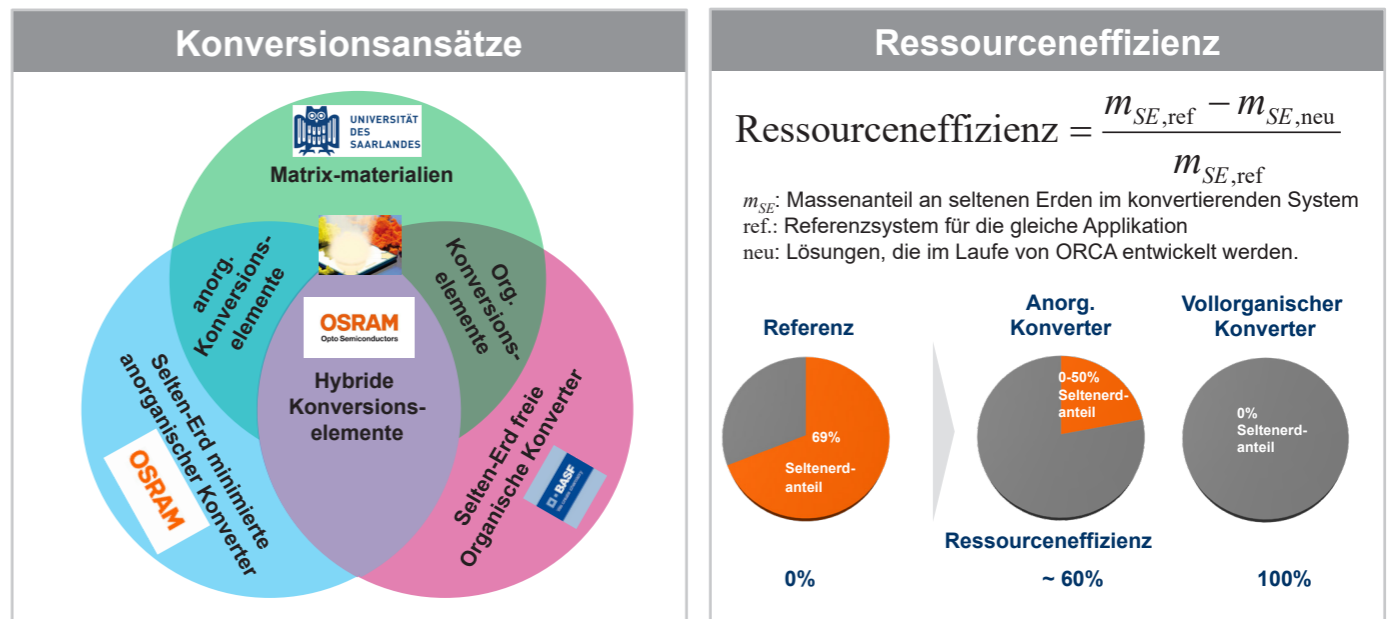 Konversionsansätze
UNIVERSITÄT
DES
SAARLANDES
Matrix-materialien
anorg.
Konversions-
elemente
Org.
Konversions-
elemente
OSRAM
Opto Semiconductors
Hybride
Konversions-
elemente
Selten-Erd minimierte
anorganischer Konverter
OSRAM
Selten-Erd freie
Organische Konverter
BASF
Ressourceneffizienz
Ressourceneffizienz = (m_SE,ref − m_SE,neu) / m_SE,ref
m_SE: Massenanteil an seltenen Erden im konvertierenden System
ref.: Referenzsystem für die gleiche Applikation
neu: Lösungen, die im Laufe von ORCA entwickelt werden.
Referenz
69%
Seltenerd-
anteil
Anorg.
Konverter
0-50%
Seltenerd-
anteil
Vollorganischer
Konverter
0%
Seltenerd-
anteil
Ressourceneffizienz
0%
~ 60%
100%